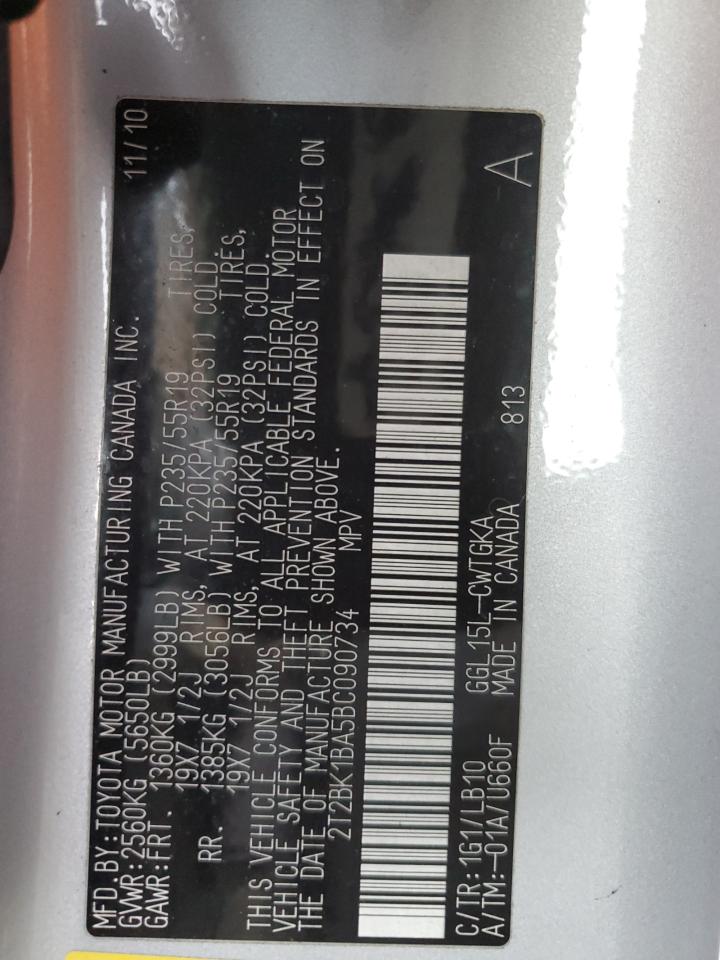 MFD. BY: TOYOTA MOTOR MANUFACTURING CANADA INC. 11/10
GVWR: 2560KG (5650LB)
GAWR: FRT. 1360KG (2999LB) WITH P235/55R19 TIRES,
19X7 1/2J RIMS, AT 220KPA (32PSI) COLD
RR. 1385KG (3056LB) WITH P235/55R19 TIRES,
19X7 1/2J RIMS, AT 220KPA (32PSI) COLD.
THIS VEHICLE CONFORMS TO ALL APPLICABLE FEDERAL MOTOR
VEHICLE SAFETY AND THEFT PREVENTION STANDARDS IN EFFECT ON
THE DATE OF MANUFACTURE SHOWN ABOVE.
2T2BK1BA5BC090734 MPV
C/TR: 1G1/LB10 GGL15L-CWTGKA
A/TM: -01A/U660F MADE IN CANADA 813 A